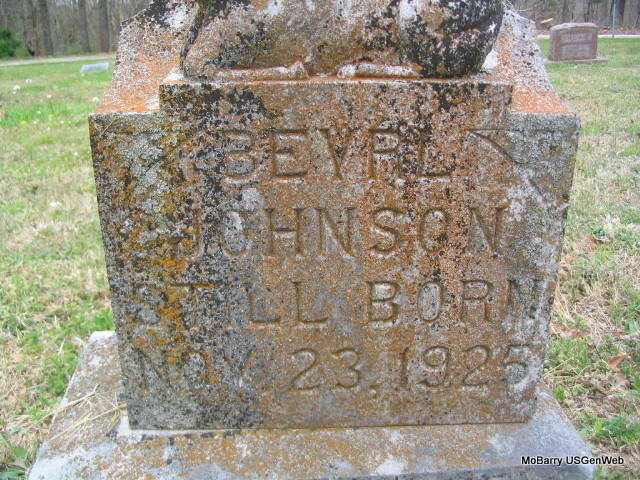 BEVRL
JOHNSON
STILL BORN
NOV. 23, 1925
MoBarry USGenWeb